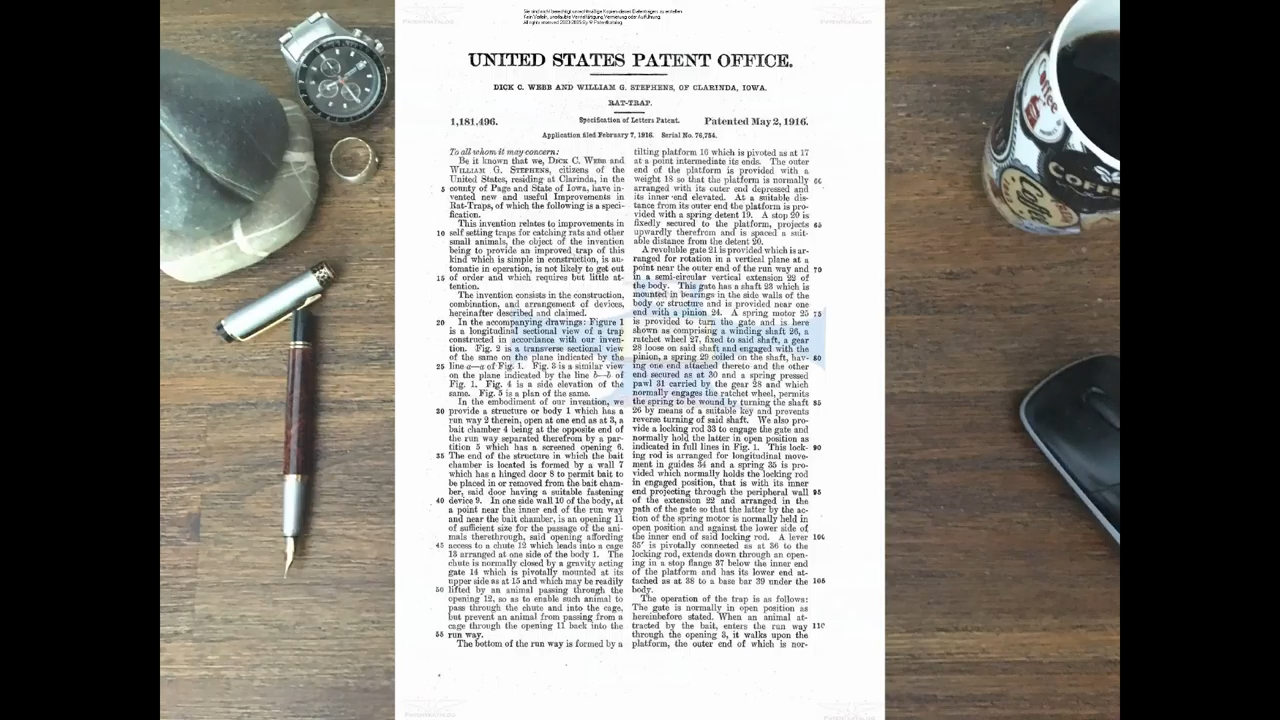 Alle rights reserved 2003-2025 By © PatentKatalog
UNITED STATES PATENT OFFICE.
DICK C. WEBB AND WILLIAM G. STEPHENS, OF CLARINDA, IOWA.
RAT-TRAP.
1,181,496. Specification of Letters Patent. Patented May 2, 1916.
Application filed February 7, 1916. Serial No. 76,754.
To all whom it may concern:
Be it known that we, DICK C. WEBB and
WILLIAM G. STEPHENS, citizens of the
United States, residing at Clarinda, in the
5 county of Page and State of Iowa, have in-
vented new and useful Improvements in
Rat-Traps, of which the following is a speci-
fication.
This invention relates to improvements in
10 self setting traps for catching rats and other
small animals, the object of the invention
being to provide an improved trap of this
kind which is simple in construction, is au-
tomatic in operation, is not likely to get out
15 of order and which requires but little at-
tention.
The invention consists in the construction,
combination, and arrangement of devices,
hereinafter described and claimed.
20 In the accompanying drawings: Figure 1
is a longitudinal sectional view of a trap
constructed in accordance with our inven-
tion. Fig. 2 is a transverse sectional view
of the same on the plane indicated by the
25 line a—a of Fig. 1. Fig. 3 is a similar view
on the plane indicated by the line b—b of
Fig. 1. Fig. 4 is a side elevation of the
same. Fig. 5 is a plan of the same.
In the embodiment of our invention, we
30 provide a structure or body 1 which has a
run way 2 therein, open at one end as at 3, a
bait chamber 4 being at the opposite end of
the run way separated therefrom by a par-
tition 5 which has a screened opening 6.
35 The end of the structure in which the bait
chamber is located is formed by a wall 7
which has a hinged door 8 to permit bait to
be placed in or removed from the bait cham-
ber, said door having a suitable fastening
40 device 9. In one side wall 10 of the body, at
a point near the inner end of the run way
and near the bait chamber, is an opening 11
of sufficient size for the passage of the ani-
mals therethrough, said opening affording
45 access to a chute 12 which leads into a cage
13 arranged at one side of the body 1. The
chute is normally closed by a gravity acting
gate 14 which is pivotally mounted at its
upper side as at 15 and which may be readily
50 lifted by an animal passing through the
opening 12, so as to enable such animal to
pass through the chute and into the cage,
but prevent an animal from passing from a
cage through the opening 11 back into the
55 run way.
The bottom of the run way is formed by a
tilting platform 16 which is pivoted as at 17
at a point intermediate its ends. The outer
end of the platform is provided with a
weight 18 so that the platform is normally 60
arranged with its outer end depressed and
its inner end elevated. At a suitable dis-
tance from its outer end the platform is pro-
vided with a spring detent 19. A stop 20 is
fixedly secured to the platform, projects 65
upwardly therefrom and is spaced a suit-
able distance from the detent 20.
A revoluble gate 21 is provided which is ar-
ranged for rotation in a vertical plane at a
point near the outer end of the run way and 70
in a semi-circular vertical extension 22 of
the body. This gate has a shaft 23 which is
mounted in bearings in the side walls of the
body or structure and is provided near one
end with a pinion 24. A spring motor 25 75
is provided to turn the gate and is here
shown as comprising a winding shaft 26, a
ratchet wheel 27, fixed to said shaft, a gear
28 loose on said shaft and engaged with the
pinion, a spring 29 coiled on the shaft, hav- 80
ing one end attached thereto and the other
end secured as at 30 and a spring pressed
pawl 31 carried by the gear 28 and which
normally engages the ratchet wheel, permits
the spring to be wound by turning the shaft 85
26 by means of a suitable key and prevents
reverse turning of said shaft. We also pro-
vide a locking rod 33 to engage the gate and
normally hold the latter in open position as
indicated in full lines in Fig. 1. This lock- 90
ing rod is arranged for longitudinal move-
ment in guides 34 and a spring 35 is pro-
vided which normally holds the locking rod
in engaged position, that is with its inner
end projecting through the peripheral wall 95
of the extension 22 and arranged in the
path of the gate so that the latter by the ac-
tion of the spring motor is normally held in
open position and against the lower side of
the inner end of said locking rod. A lever 100
35' is pivotally connected as at 36 to the
locking rod, extends down through an open-
ing in a stop flange 37 below the inner end
of the platform and has its lower end at-
tached as at 38 to a base bar 39 under the 105
body.
The operation of the trap is as follows:
The gate is normally in open position as
hereinbefore stated. When an animal at-
tracted by the bait, enters the run way 110
through the opening 3, it walks upon the
platform, the outer end of which is nor-